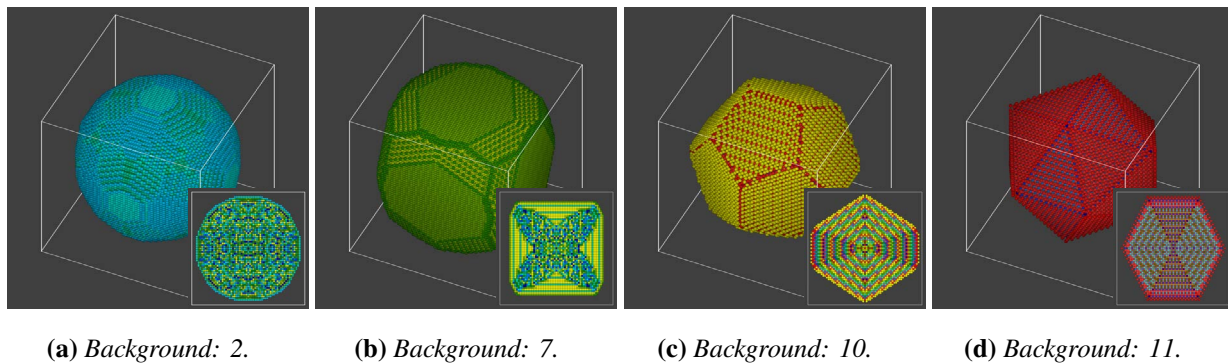 (a) Background: 2.
(b) Background: 7.
(c) Background: 10.
(d) Background: 11.